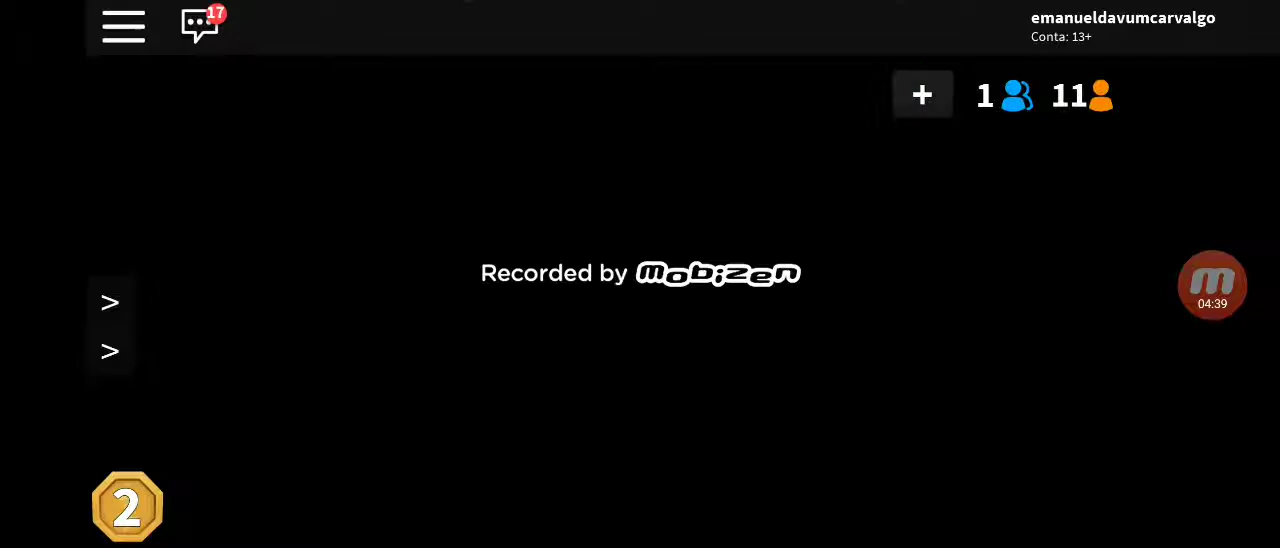 17
emanueldavumcarvalgo
Conta: 13+
+ 1 11
Recorded by mobizen
04:39
>
>
2